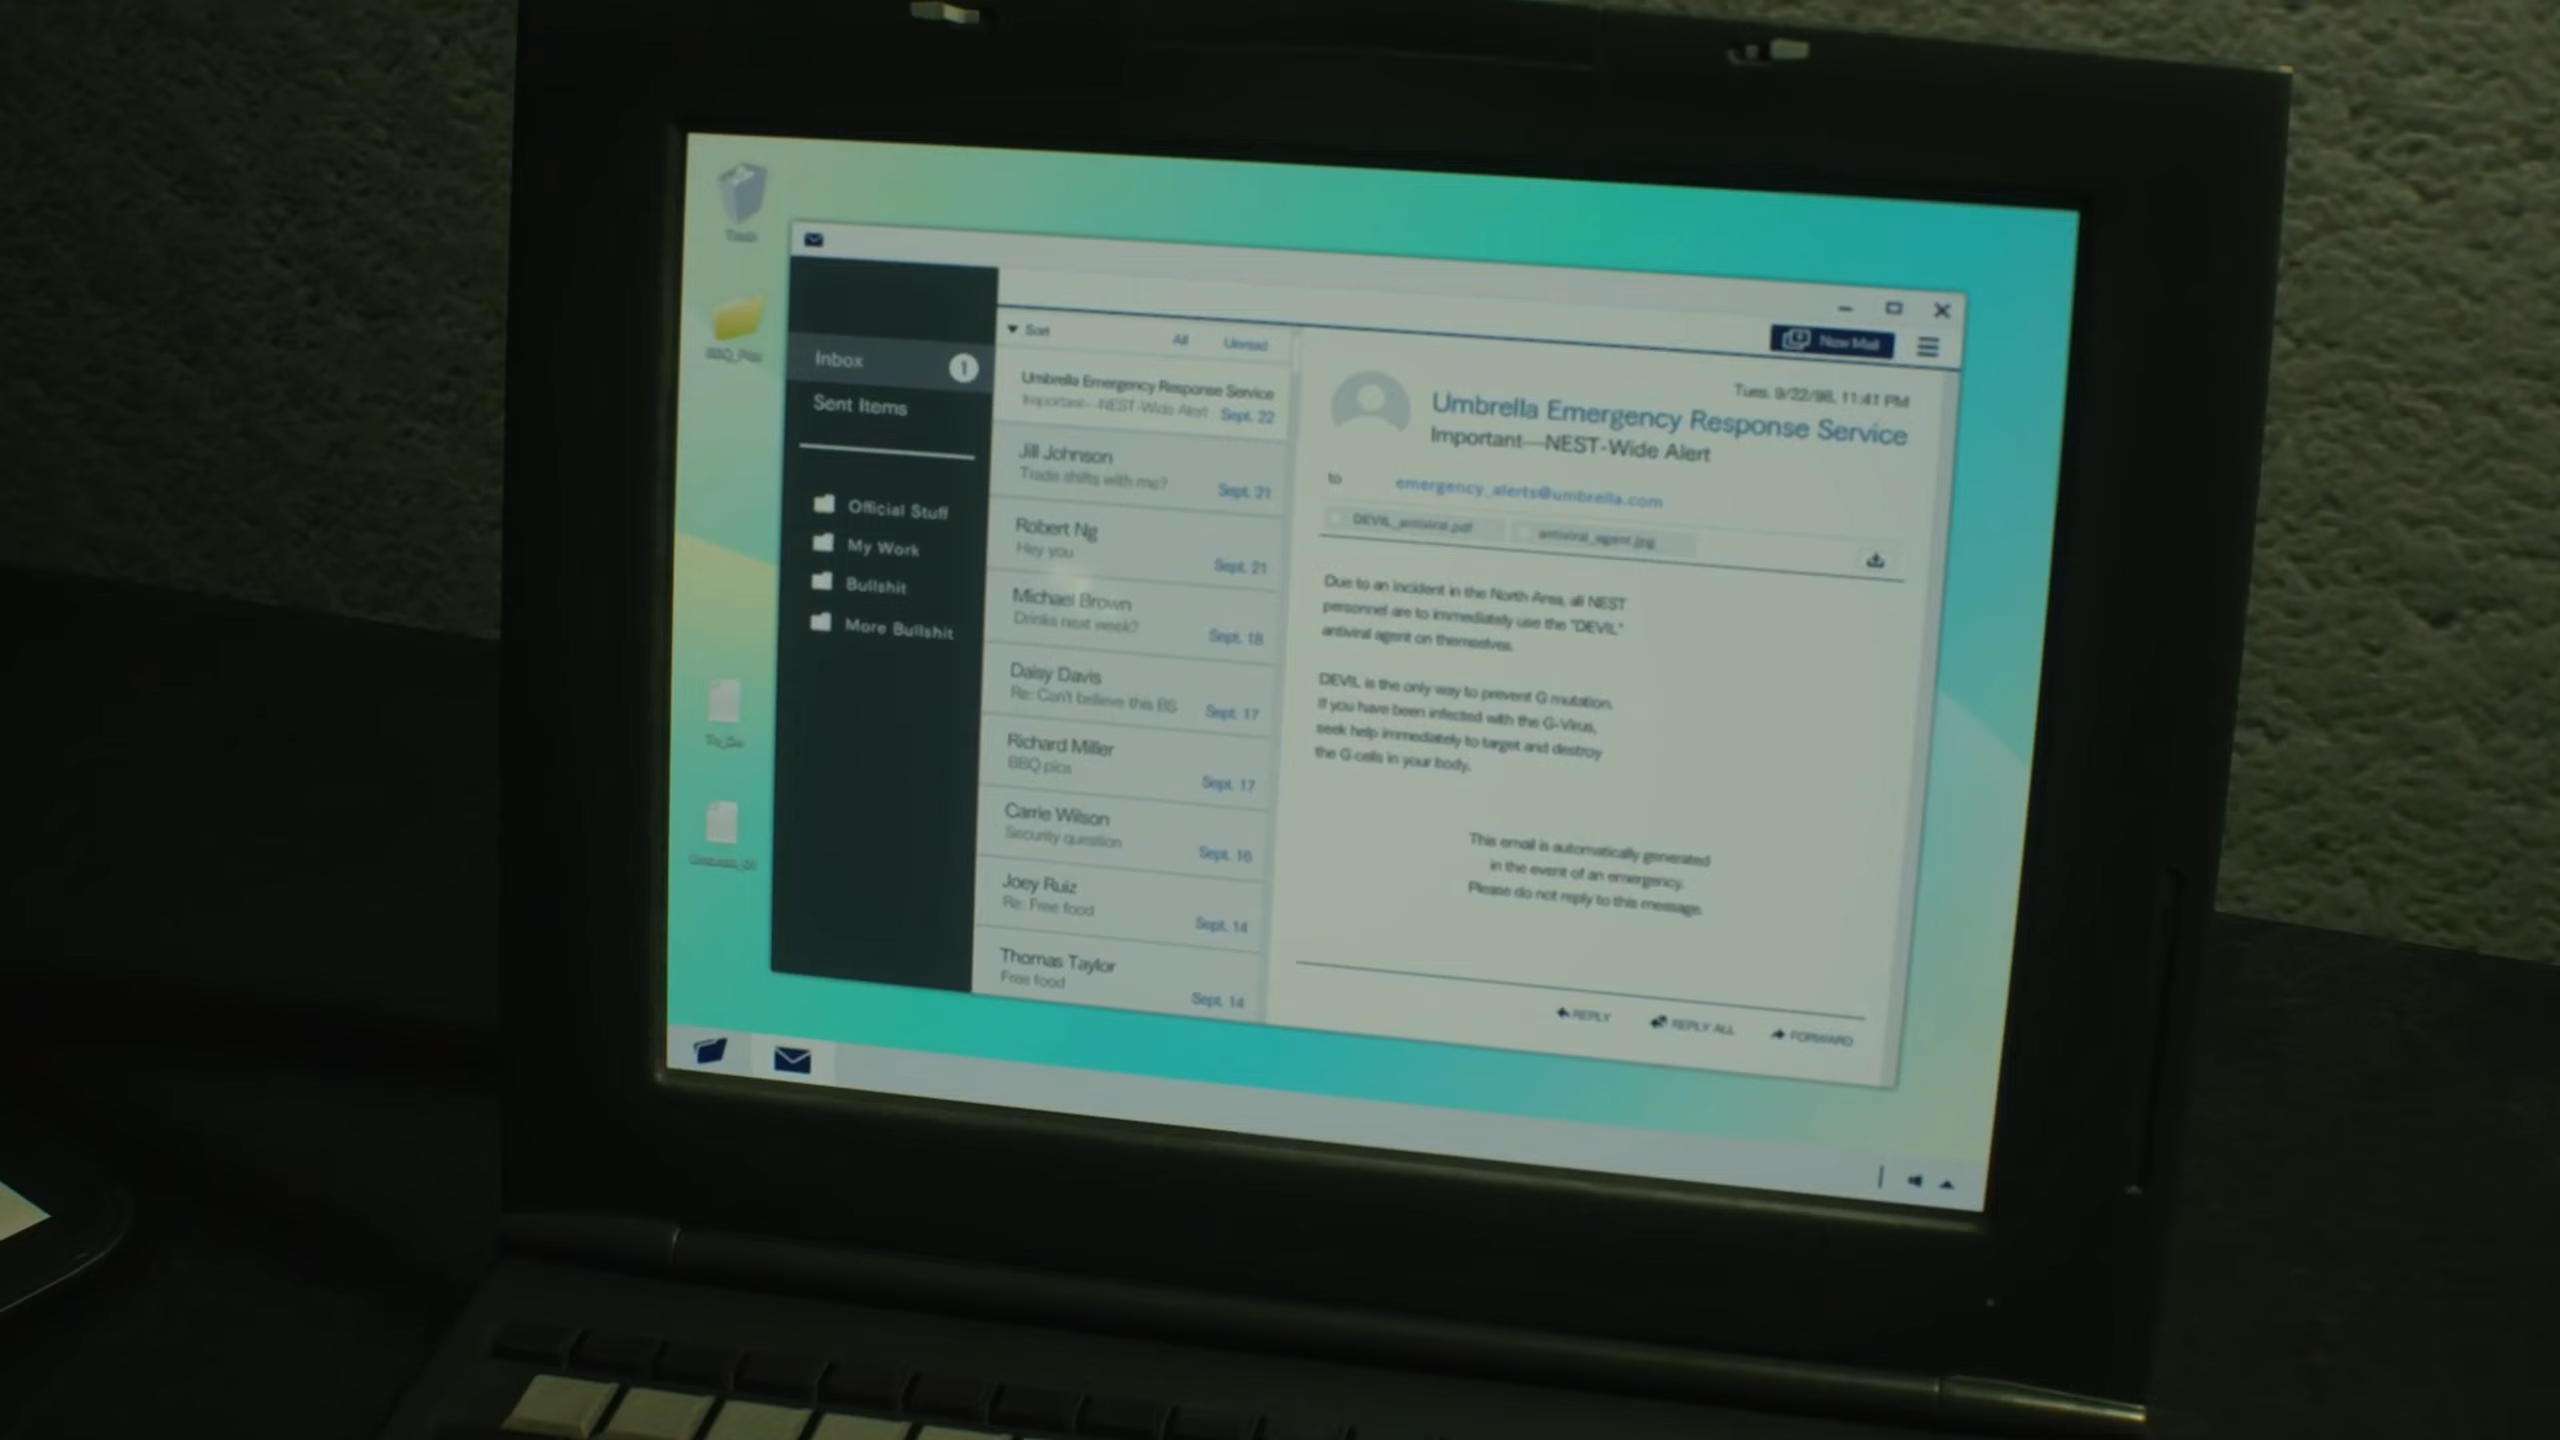 Trash
BBQ_Pics
To_Do
Inbox 1
Sent Items
Official Stuff
My Work
Bullshit
More Bullshit
Sort All Unread
Umbrella Emergency Response Service
Important—NEST-Wide Alert Sept. 22
Jill Johnson
Trade shifts with me? Sept. 21
Robert Ng
Hey you Sept. 21
Michael Brown
Drinks next week? Sept. 18
Daisy Davis
Re: Can't believe this BS Sept. 17
Richard Miller
BBQ pics Sept. 17
Carrie Wilson
Security question Sept. 16
Joey Ruiz
Re: Free food Sept. 14
Thomas Taylor
Free food Sept. 14
New Mail
Tues. 9/22/98, 11:41 PM
Umbrella Emergency Response Service
Important—NEST-Wide Alert
to emergency_alerts@umbrella.com
DEVIL_antiviral.pdf antiviral_agent.jpg
Due to an incident in the North Area, all NEST
personnel are to immediately use the "DEVIL"
antiviral agent on themselves.
DEVIL is the only way to prevent G mutation.
If you have been infected with the G-Virus,
seek help immediately to target and destroy
the G-cells in your body.
This email is automatically generated
in the event of an emergency.
Please do not reply to this message.
REPLY REPLY ALL FORWARD